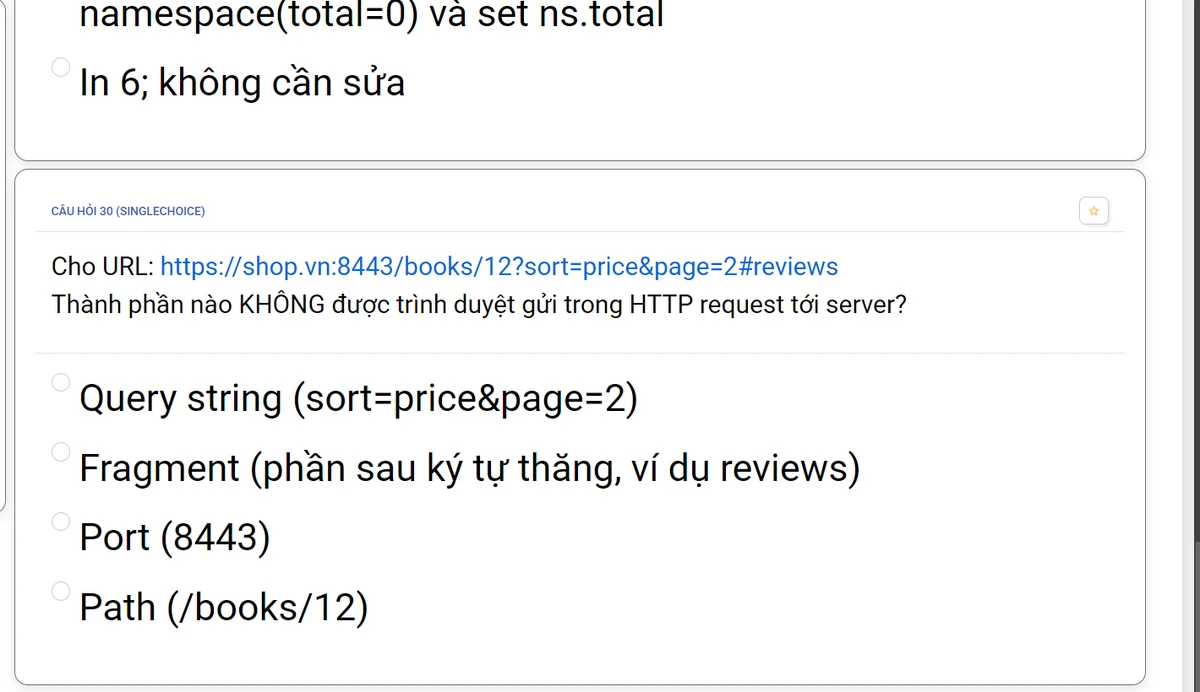 namespace(total=0) và set ns.total
In 6; không cần sửa
CÂU HỎI 30 (SINGLECHOICE)
Cho URL: https://shop.vn:8443/books/12?sort=price&page=2#reviews
Thành phần nào KHÔNG được trình duyệt gửi trong HTTP request tới server?
Query string (sort=price&page=2)
Fragment (phần sau ký tự thăng, ví dụ reviews)
Port (8443)
Path (/books/12)